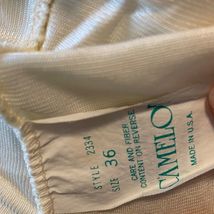 STYLE 2334
SIZE 36
CARE AND FIBER
CONTENT ON REVERSE
CAMELOT
MADE IN U.S.A.